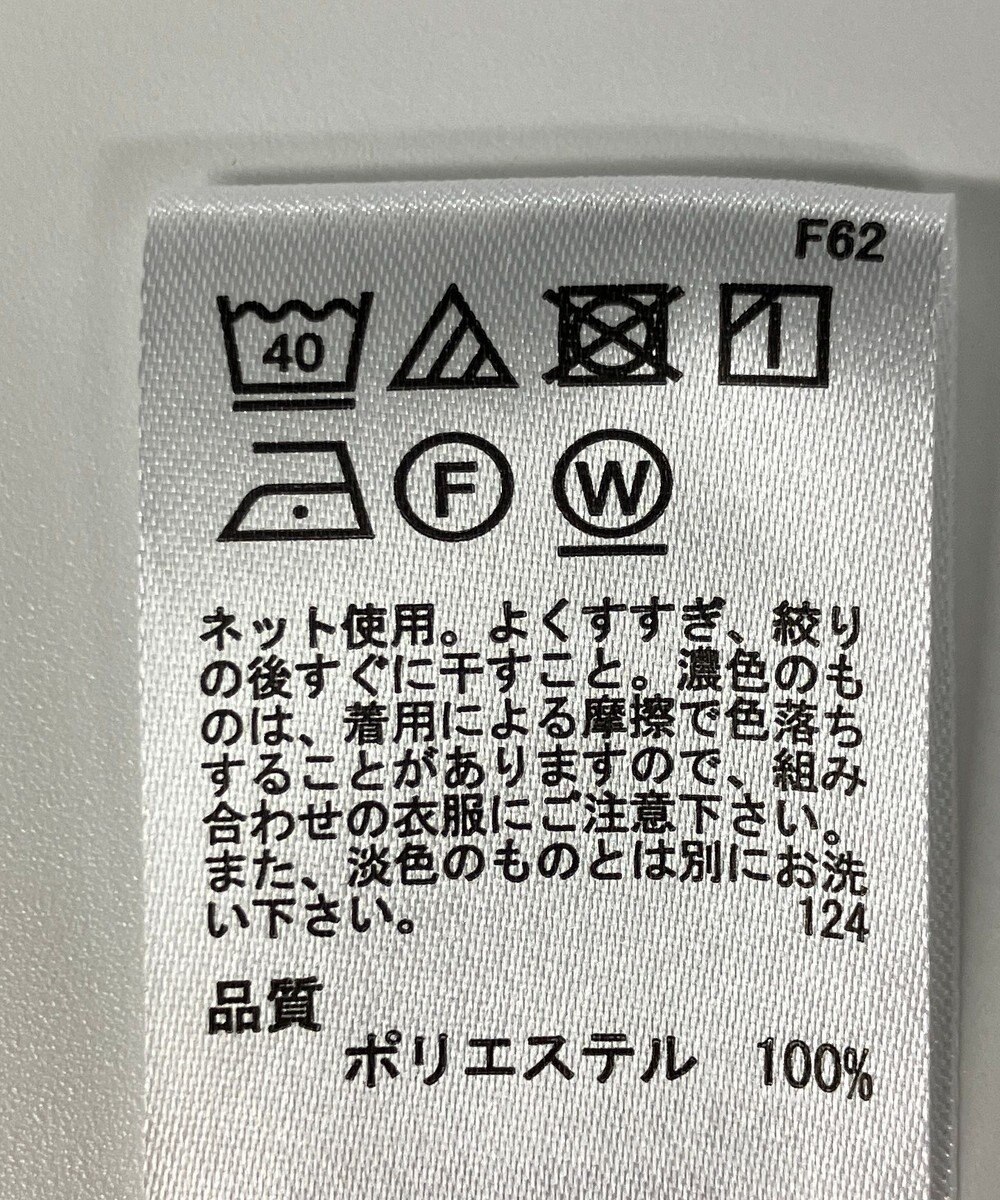 F62
40
F W
ネット使用。よくすすぎ、絞り
の後すぐに干すこと。濃色のも
のは、着用による摩擦で色落ち
することがありますので、組み
合わせの衣服にご注意下さい。
また、淡色のものとは別にお洗
い下さい。 124
品質
ポリエステル 100%